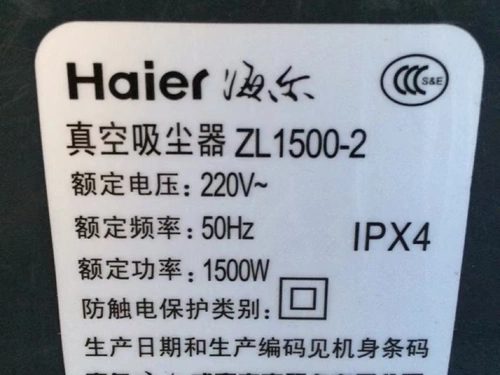 Haier 海尔 CCC S&E
真空吸尘器 ZL1500-2
额定电压: 220V~
额定频率: 50Hz
IPX4
额定功率: 1500W
防触电保护类别:
生产日期和生产编码见机身条码